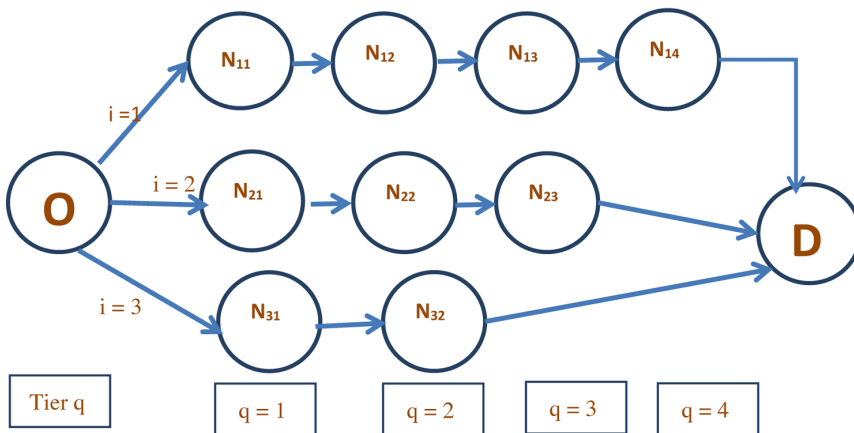 N₁₁
N₁₂
N₁₃
N₁₄
i =1
O
i = 2
N₂₁
N₂₂
N₂₃
D
i = 3
N₃₁
N₃₂
Tier q
q = 1
q = 2
q = 3
q = 4